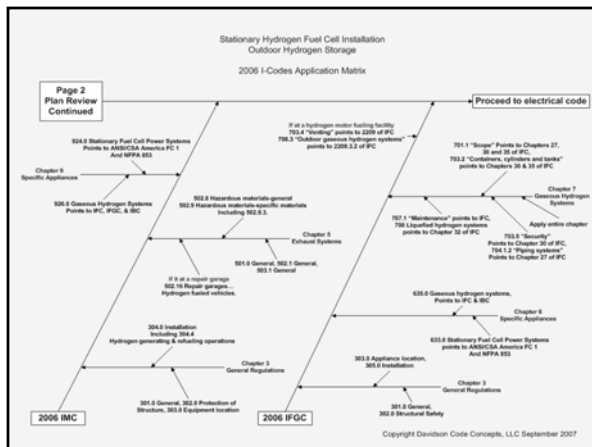 Stationary Hydrogen Fuel Cell Installation
Outdoor Hydrogen Storage
2006 I-Codes Application Matrix
Page 2
Plan Review
Continued
Proceed to electrical code
924.0 Stationary Fuel Cell Power Systems
Points to ANSI/CSA America FC 1
And NFPA 853
Chapter 9
Specific Appliances
926.0 Gaseous Hydrogen Systems
Points to IFC, IFGC, & IBC
502.8 Hazardous materials-general
502.9 Hazardous materials-specific materials
Including 502.9.3.
Chapter 5
Exhaust Systems
501.0 General, 502.1 General,
503.1 General
If it a repair garage
502.16 Repair garages...
Hydrogen fueled vehicles.
304.0 Installation
Including 304.4
Hydrogen generating & refueling operations
Chapter 3
General Regulations
301.0 General, 302.0 Protection of
Structure, 303.0 Equipment location
2006 IMC
If at a hydrogen motor fueling facility
703.4 "Venting" points to 2209 of IFC
706.3 "Outdoor gaseous hydrogen systems"
points to 2209.3.2 of IFC
701.1 "Scope" Points to Chapters 27,
30 and 35 of IFC,
703.2 "Containers, cylinders and tanks"
points to Chapters 30 & 35 of IFC
Chapter 7
Gaseous Hydrogen
Systems
Apply entire chapter
707.1 "Maintenance" points to IFC,
708 Liquefied hydrogen systems
points to Chapter 32 of IFC
703.5 "Security"
Points to Chapter 30 of IFC,
704.1.2 "Piping systems"
Points to Chapter 27 of IFC
635.0 Gaseous hydrogen systems,
Points to IFC & IBC
Chapter 6
Specific Appliances
633.0 Stationary Fuel Cell Power Systems
points to ANSI/CSA America FC 1
And NFPA 853
303.0 Appliance location,
305.0 Installation
Chapter 3
General Regulations
301.0 General,
302.0 Structural Safety
2006 IFGC
Copyright Davidson Code Concepts, LLC September 2007